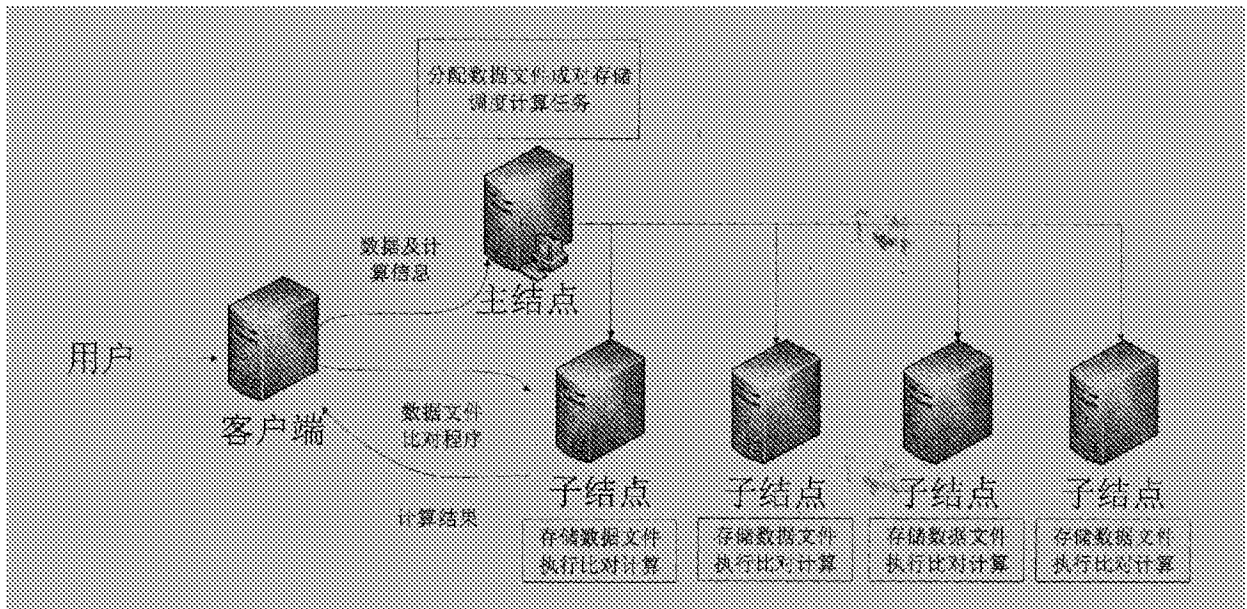 分配数据文件成对存储
调度计算任务
数据及计
算信息
主结点
用户
客户端
数据文件
比对程序
计算结果
子结点
子结点
子结点
子结点
存储数据文件
执行比对计算
存储数据文件
执行比对计算
存储数据文件
执行比对计算
存储数据文件
执行比对计算